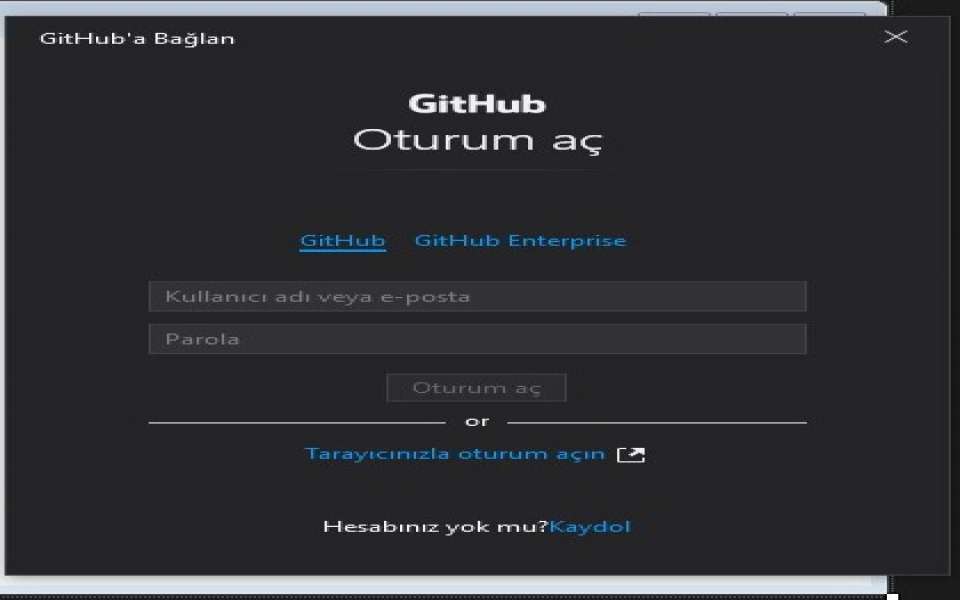 GitHub'a Bağlan
GitHub
Oturum aç
GitHub GitHub Enterprise
Kullanıcı adı veya e-posta
Parola
Oturum aç
or
Tarayıcınızla oturum açın
Hesabınız yok mu?Kaydol